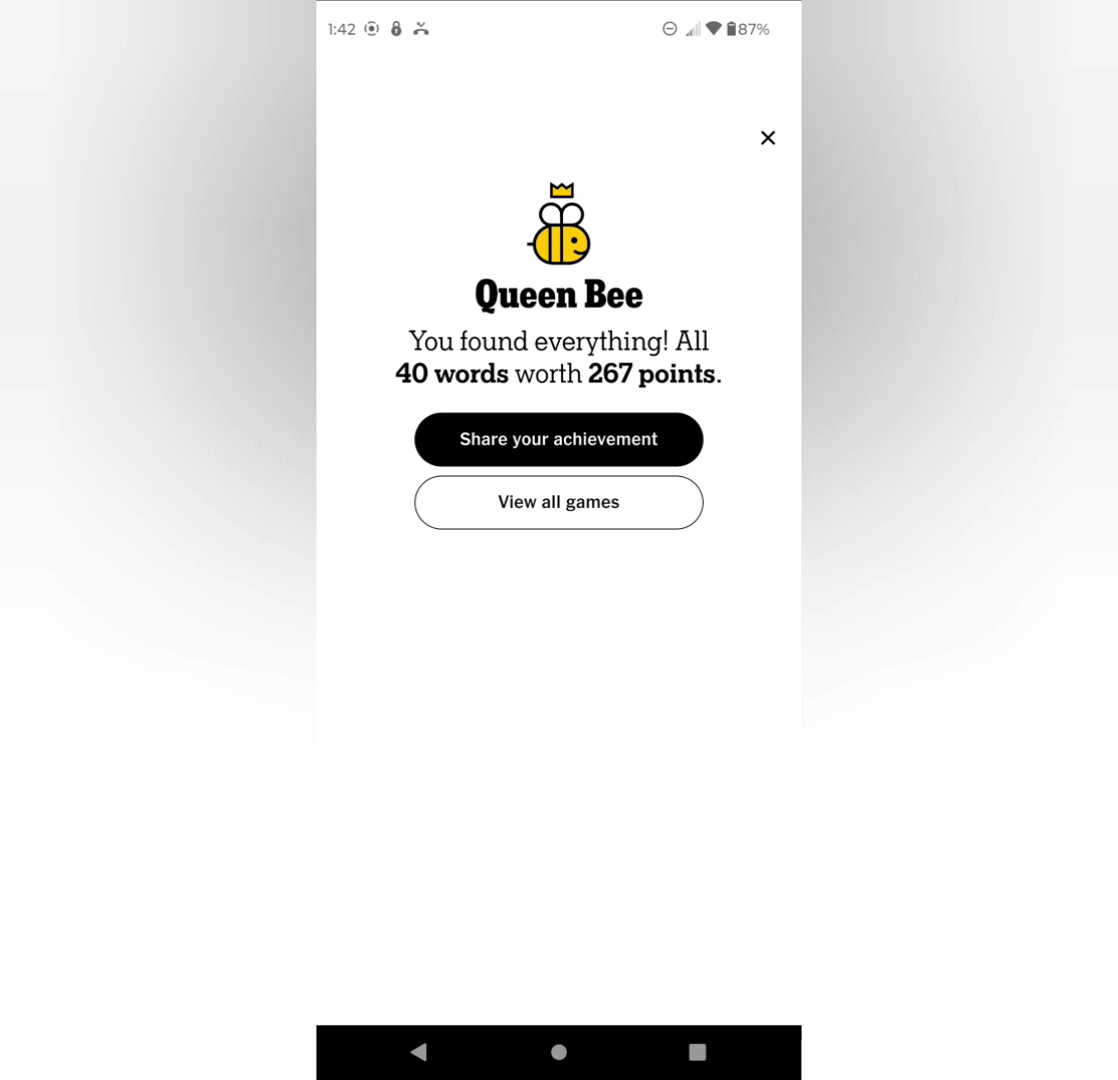 1:42 87%
Queen Bee
You found everything! All
40 words worth 267 points.
Share your achievement
View all games